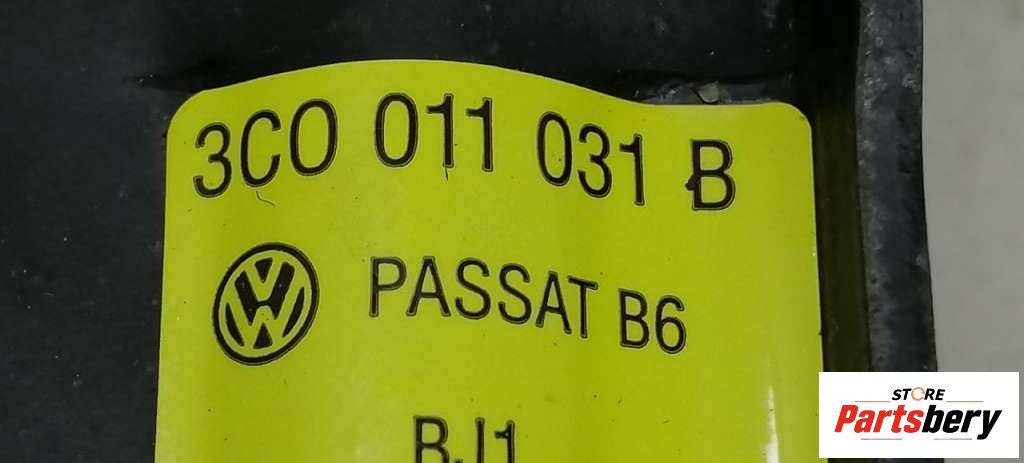 3C0 011 031 B
PASSAT B6
BJ1
STORE
Partsbery